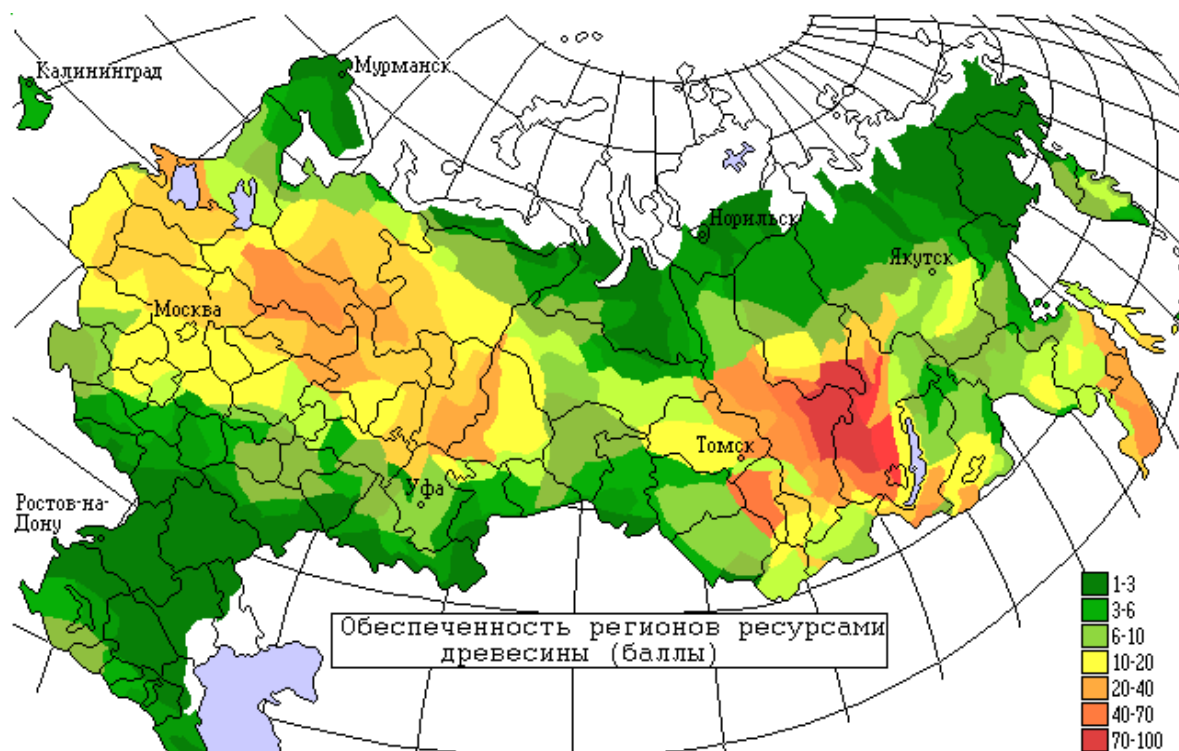 Калининград
Мурманск
Норильск
Якутск
Москва
Томск
Уфа
Ростов-на-
Дону
Обеспеченность регионов ресурсами
древесины (баллы)
1-3
3-6
6-10
10-20
20-40
40-70
70-100